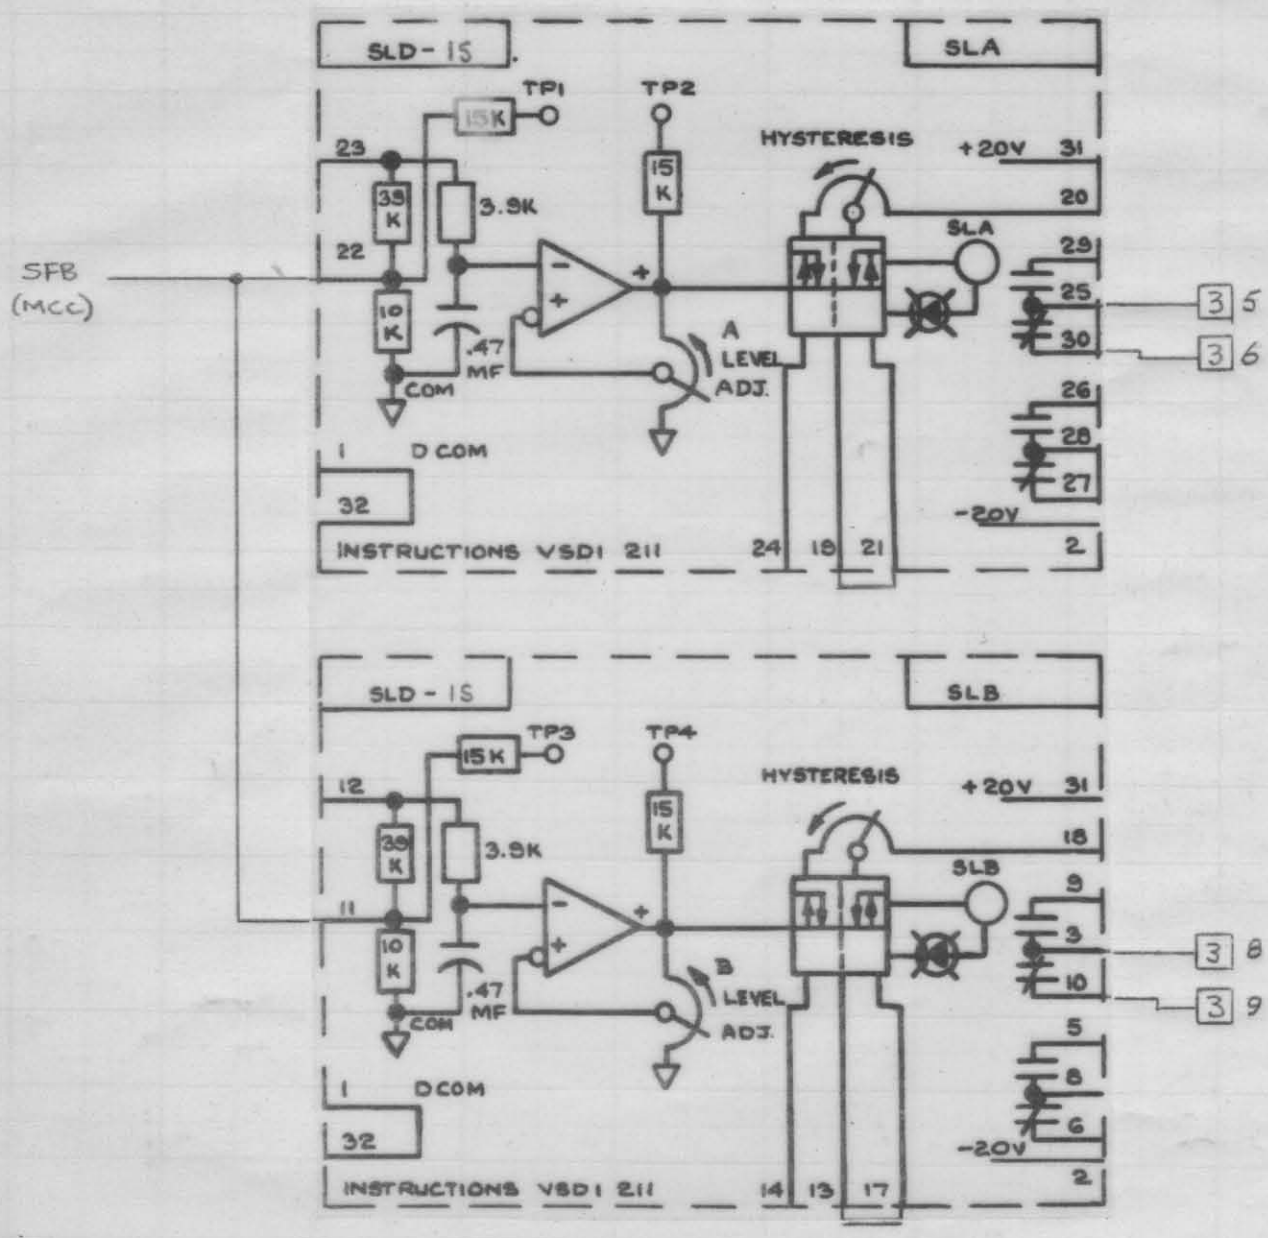 SLD-1S
SLA
TP1
TP2
15K
HYSTERESIS
+20V 31
23
15
K
39
K
3.9K
20
SLA
22
29
SFB
(MCC)
25
3 5
10
K
A
LEVEL
ADJ.
.47
MF
30
3 6
COM
26
1 D COM
28
27
32
-20V
INSTRUCTIONS VSD1 211
24 19 21
2
SLD-1S
SLB
TP3
TP4
15K
HYSTERESIS
+20V 31
12
15
K
39
K
3.9K
18
SLB
11
9
3
3 8
10
K
B
LEVEL
ADJ.
.47
MF
10
3 9
COM
5
1 D COM
8
6
32
-20V
INSTRUCTIONS VSD1 211
14 13 17
2